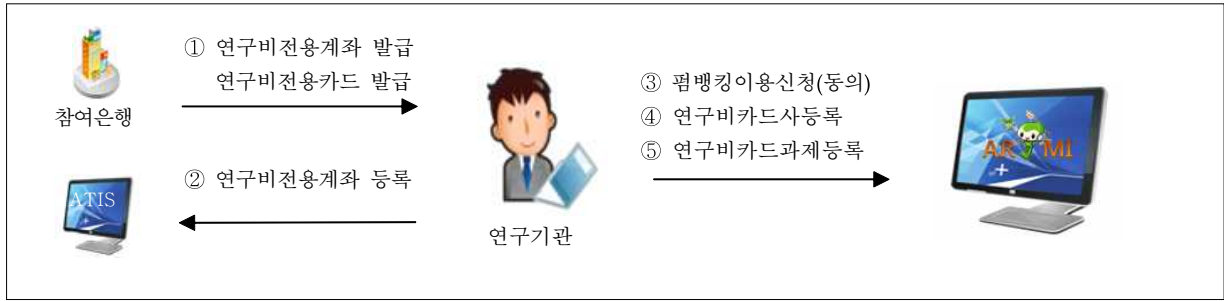 ① 연구비전용계좌 발급
연구비전용카드 발급
참여은행
② 연구비전용계좌 등록
ATIS
연구기관
③ 펌뱅킹이용신청(동의)
④ 연구비카드사등록
⑤ 연구비카드과제등록